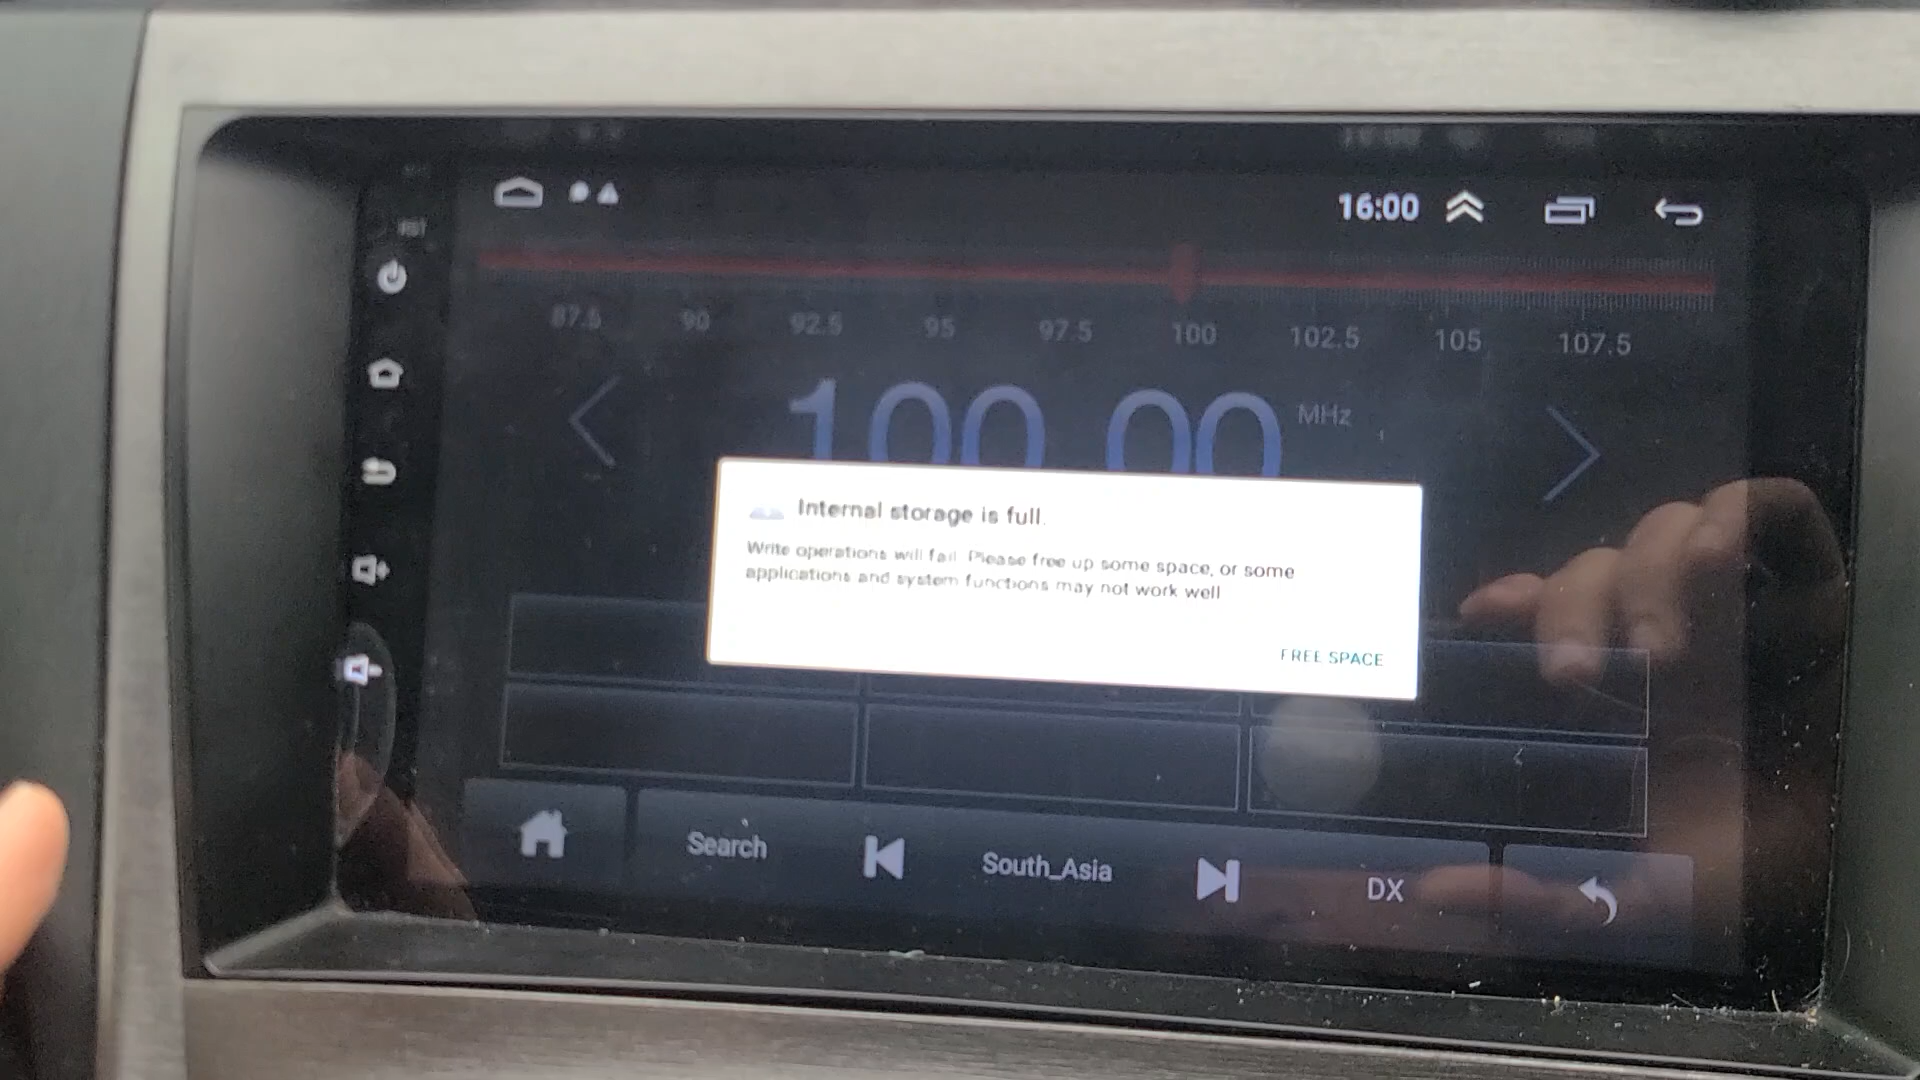 16:00
RST
87.5 90 92.5 95 97.5 100 102.5 105 107.5
100.00 MHz
Internal storage is full.
Write operations will fail. Please free up some space, or some
applications and system functions may not work well
FREE SPACE
Search South_Asia DX